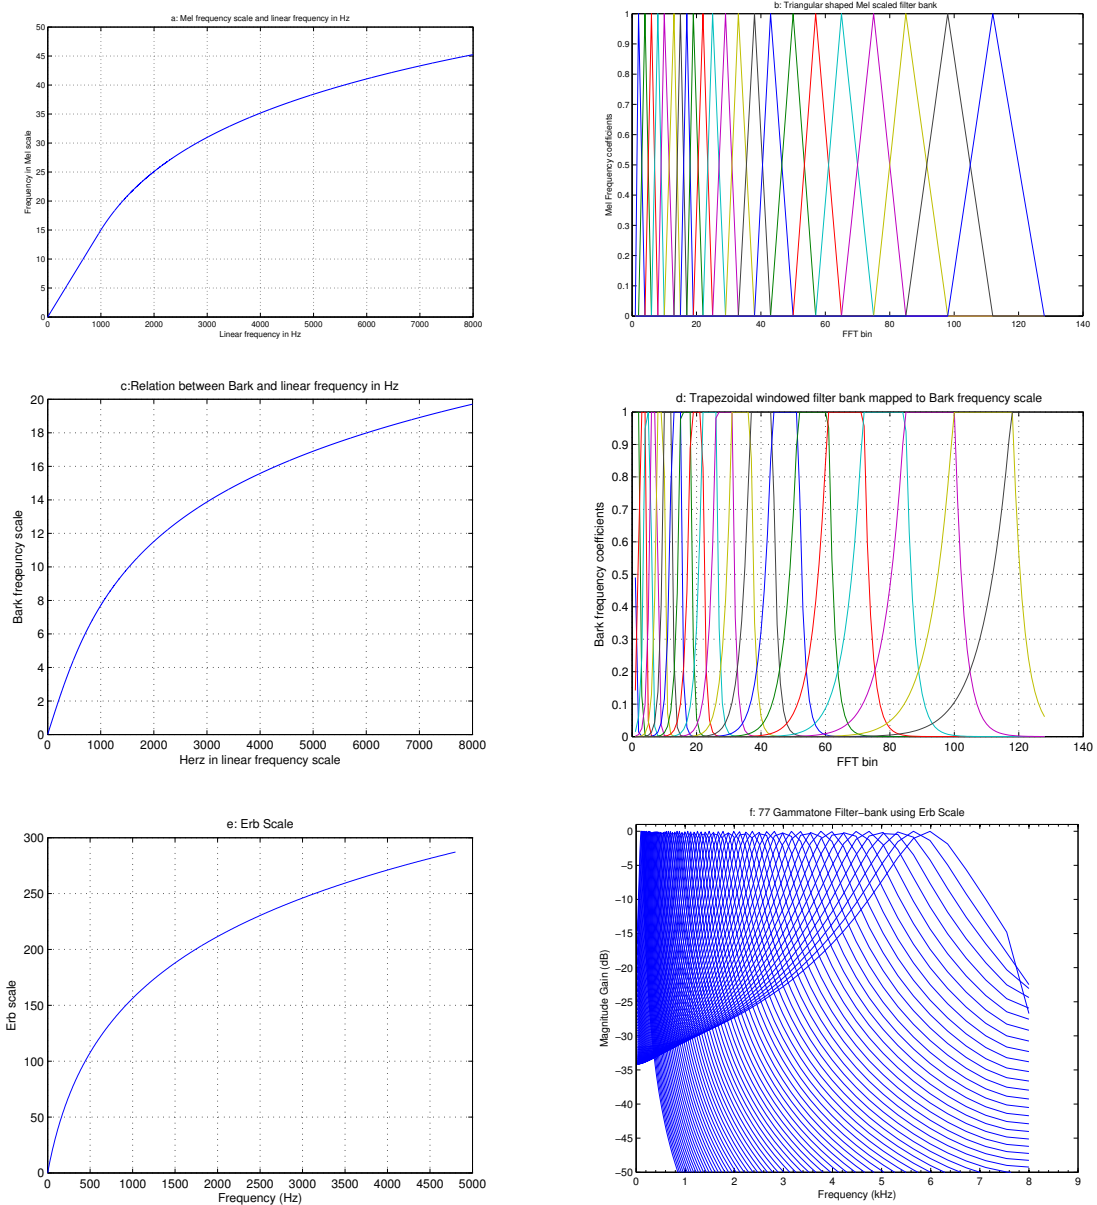 a: Mel frequency scale and linear frequency in Hz
50
45
40
35
30
25
20
15
10
5
0
Frequency in Mel scale
0 1000 2000 3000 4000 5000 6000 7000 8000
Linear frequency in Hz
b: Triangular shaped Mel scaled filter bank
1
0.9
0.8
0.7
0.6
0.5
0.4
0.3
0.2
0.1
0
Mel Frequency coefficients
0 20 40 60 80 100 120 140
FFT bin
c:Relation between Bark and linear frequency in Hz
20
18
16
14
12
10
8
6
4
2
0
Bark freqeuncy scale
0 1000 2000 3000 4000 5000 6000 7000 8000
Herz in linear frequency scale
d: Trapezoidal windowed filter bank mapped to Bark frequency scale
1
0.9
0.8
0.7
0.6
0.5
0.4
0.3
0.2
0.1
0
Bark frequency coefficients
0 20 40 60 80 100 120 140
FFT bin
e: Erb Scale
300
250
200
150
100
50
0
Erb scale
0 500 1000 1500 2000 2500 3000 3500 4000 4500 5000
Frequency (Hz)
f: 77 Gammatone Filter−bank using Erb Scale
0
−5
−10
−15
−20
−25
−30
−35
−40
−45
−50
Magnitude Gain (dB)
0 1 2 3 4 5 6 7 8 9
Frequency (kHz)